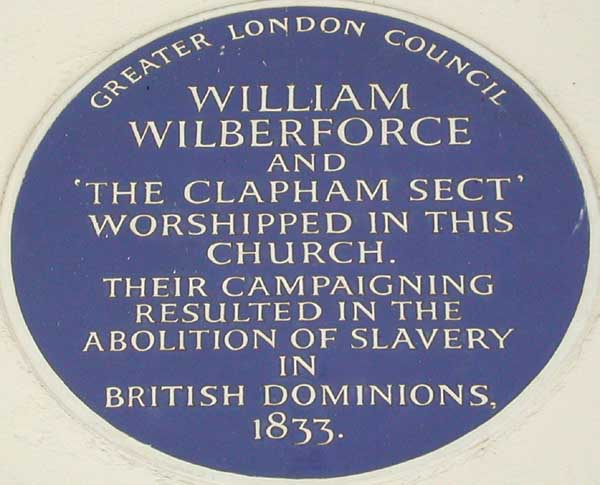 GREATER LONDON COUNCIL
WILLIAM
WILBERFORCE
AND
'THE CLAPHAM SECT'
WORSHIPPED IN THIS
CHURCH.
THEIR CAMPAIGNING
RESULTED IN THE
ABOLITION OF SLAVERY
IN
BRITISH DOMINIONS,
1833.